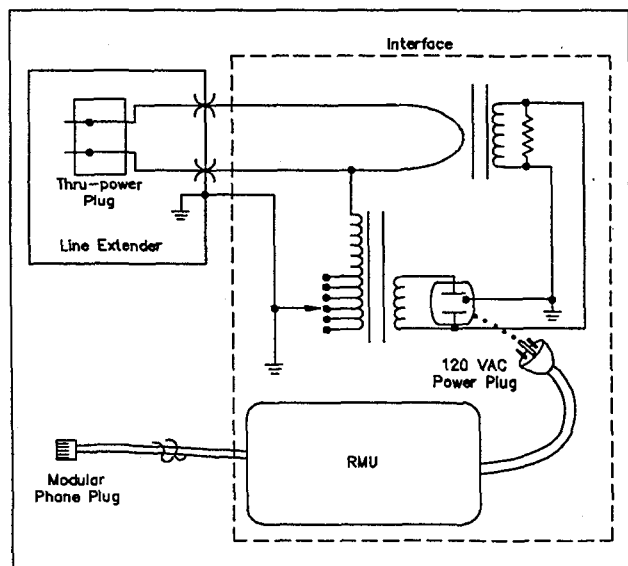 Interface
Thru-power
Plug
Line Extender
120 VAC
Power Plug
RMU
Modular
Phone Plug